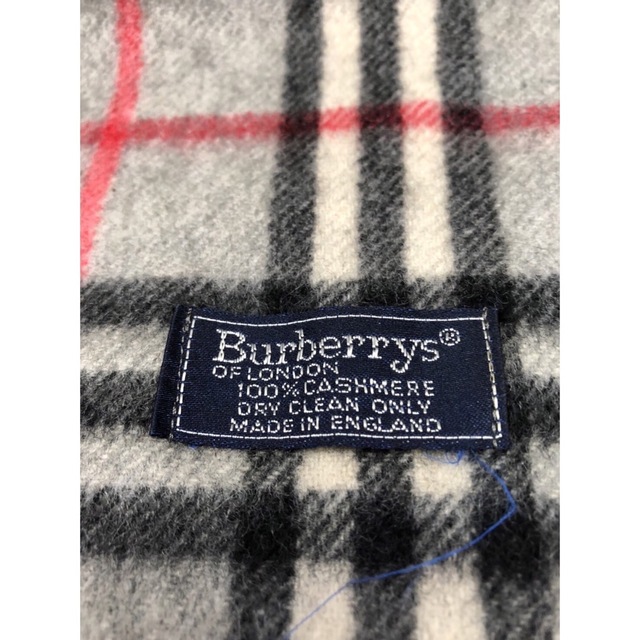 Burberrys®
OF LONDON
100% CASHMERE
DRY CLEAN ONLY
MADE IN ENGLAND